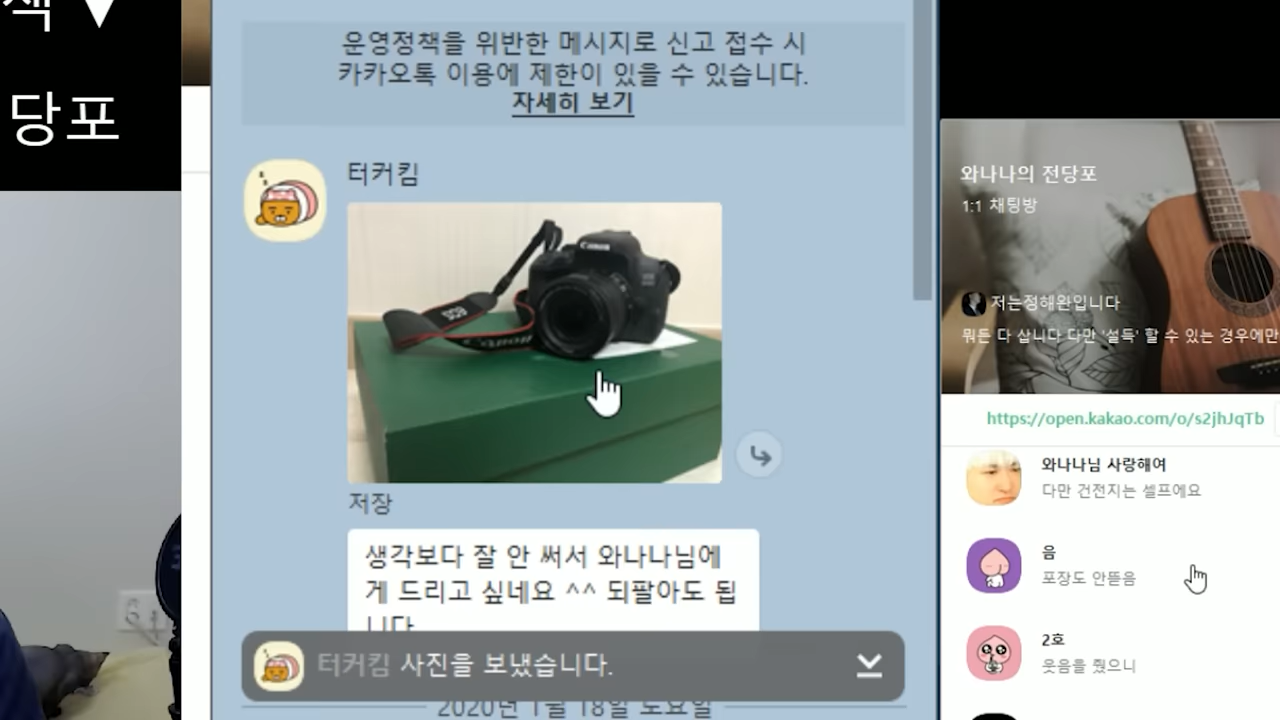 당포
운영정책을 위반한 메시지로 신고 접수 시
카카오톡 이용에 제한이 있을 수 있습니다.
자세히 보기
터커킴
Canon
EOS
Canon
저장
생각보다 잘 안 써서 와나나님에
게 드리고 싶네요 ^^ 되팔아도 됩
니다
터커킴 사진을 보냈습니다.
2020년 1월 18일 토요일
와나나의 전당포
1:1 채팅방
저는정해완입니다
뭐든 다 삽니다 다만 '설득' 할 수 있는 경우에만
https://open.kakao.com/o/s2jhJqTb
와나나님 사랑해여
다만 건전지는 셀프에요
음
포장도 안뜯음
2호
웃음을 줬으니